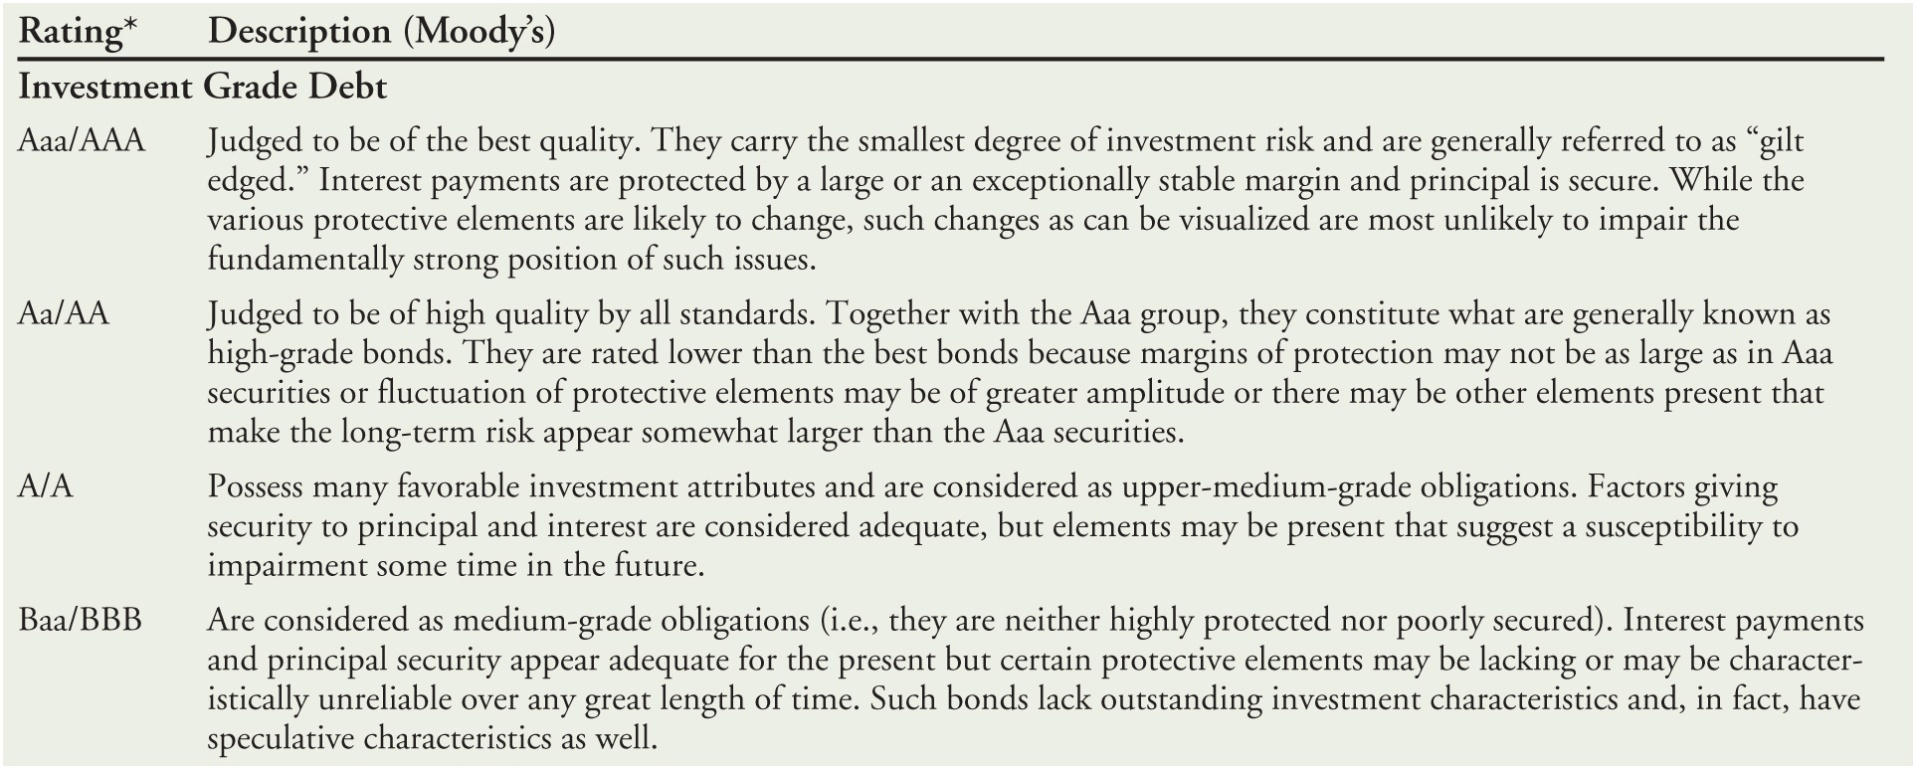 Rating* Description (Moody’s)
Investment Grade Debt
Aaa/AAA Judged to be of the best quality. They carry the smallest degree of investment risk and are generally referred to as “gilt
edged.” Interest payments are protected by a large or an exceptionally stable margin and principal is secure. While the
various protective elements are likely to change, such changes as can be visualized are most unlikely to impair the
fundamentally strong position of such issues.
Aa/AA Judged to be of high quality by all standards. Together with the Aaa group, they constitute what are generally known as
high-grade bonds. They are rated lower than the best bonds because margins of protection may not be as large as in Aaa
securities or fluctuation of protective elements may be of greater amplitude or there may be other elements present that
make the long-term risk appear somewhat larger than the Aaa securities.
A/A Possess many favorable investment attributes and are considered as upper-medium-grade obligations. Factors giving
security to principal and interest are considered adequate, but elements may be present that suggest a susceptibility to
impairment some time in the future.
Baa/BBB Are considered as medium-grade obligations (i.e., they are neither highly protected nor poorly secured). Interest payments
and principal security appear adequate for the present but certain protective elements may be lacking or may be character-
istically unreliable over any great length of time. Such bonds lack outstanding investment characteristics and, in fact, have
speculative characteristics as well.